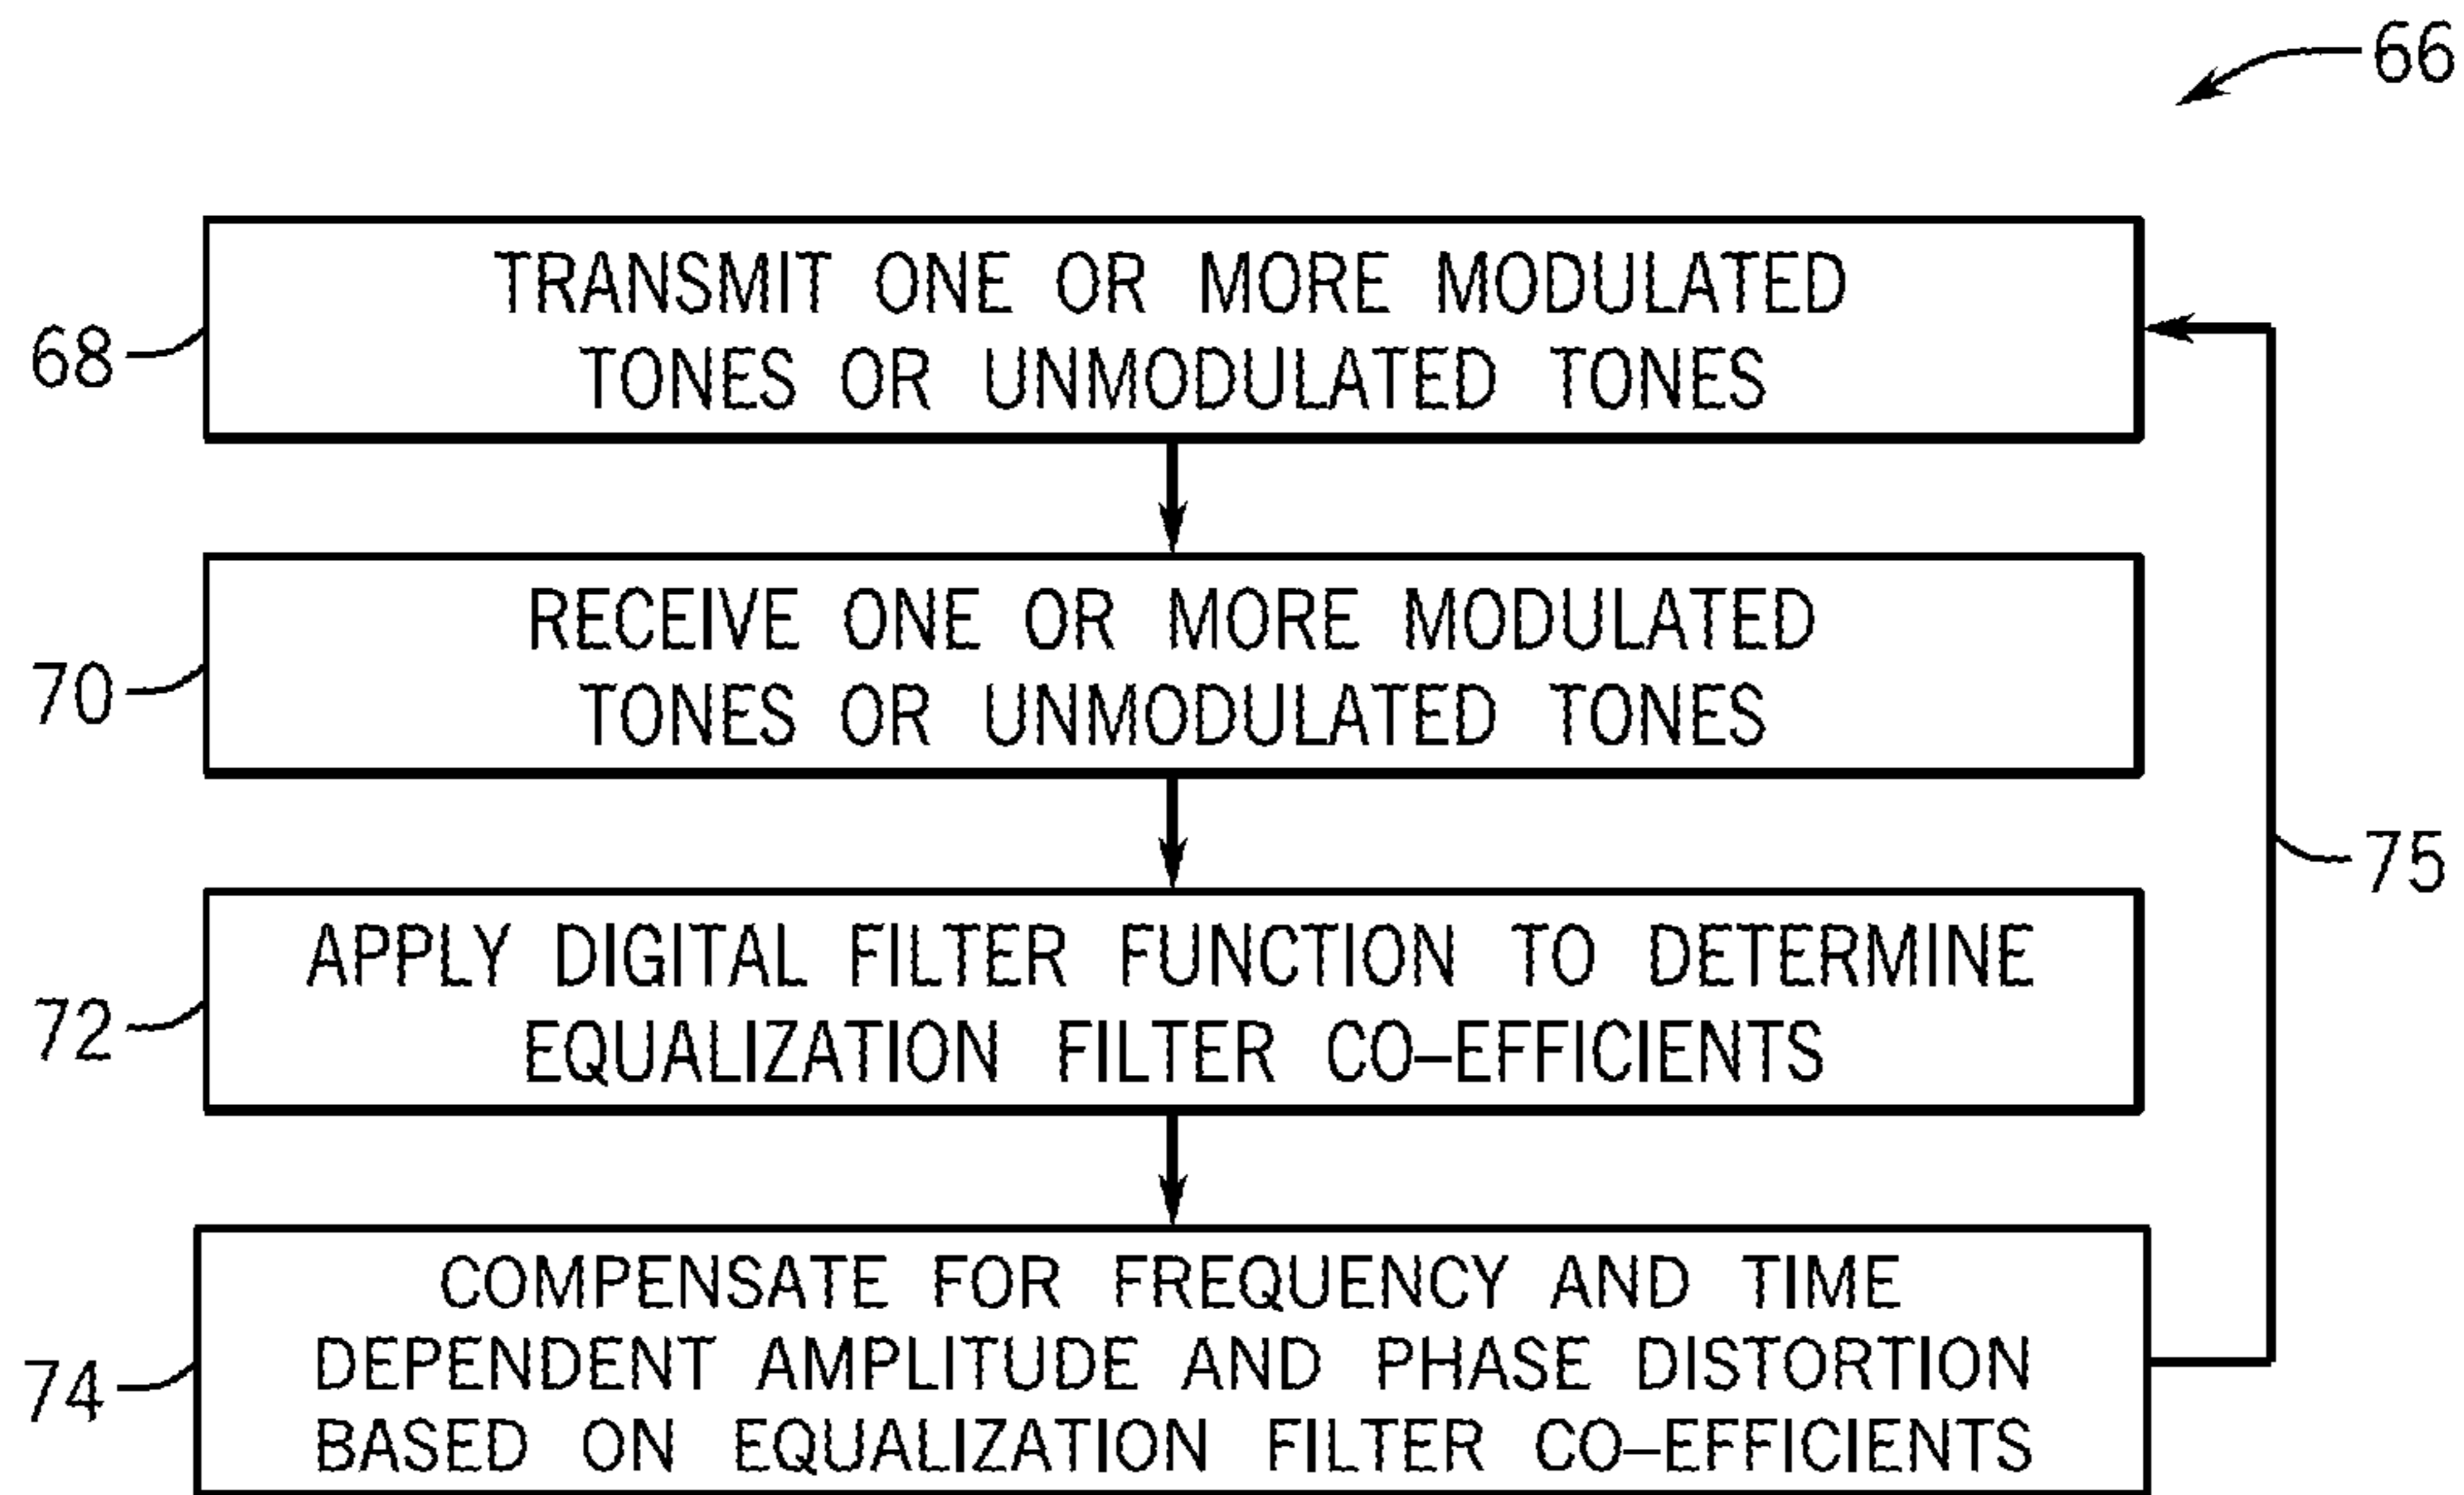 66
TRANSMIT ONE OR MORE MODULATED
TONES OR UNMODULATED TONES
68
RECEIVE ONE OR MORE MODULATED
TONES OR UNMODULATED TONES
70
75
APPLY DIGITAL FILTER FUNCTION TO DETERMINE
EQUALIZATION FILTER CO–EFFICIENTS
72
COMPENSATE FOR FREQUENCY AND TIME
DEPENDENT AMPLITUDE AND PHASE DISTORTION
BASED ON EQUALIZATION FILTER CO–EFFICIENTS
74